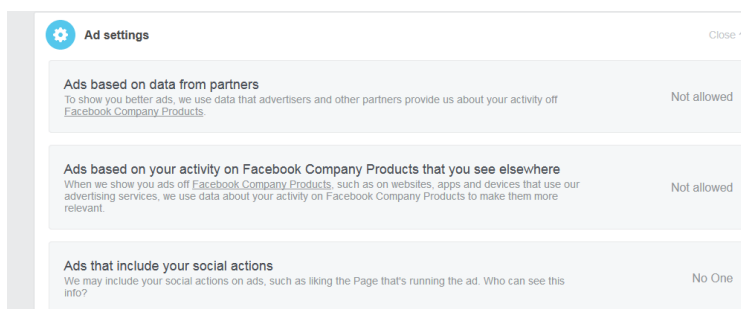 Ad settings
Close
Ads based on data from partners
To show you better ads, we use data that advertisers and other partners provide us about your activity off
Facebook Company Products.
Not allowed
Ads based on your activity on Facebook Company Products that you see elsewhere
When we show you ads off Facebook Company Products, such as on websites, apps and devices that use our
advertising services, we use data about your activity on Facebook Company Products to make them more
relevant.
Not allowed
Ads that include your social actions
We may include your social actions on ads, such as liking the Page that's running the ad. Who can see this
info?
No One